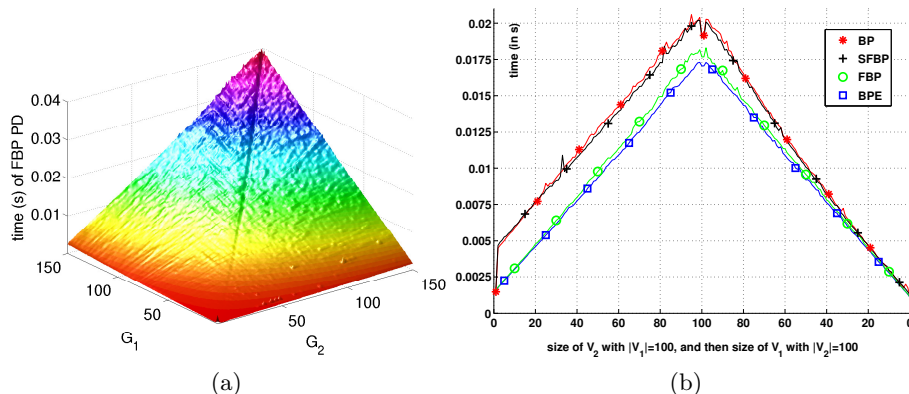 time (s) of FBP PD
0.04
0.03
0.02
0.01
150
100
50
G1
50
100
150
G2
(a)
time (in s)
0.02
0.0175
0.015
0.0125
0.01
0.0075
0.005
0.0025
0
0 20 40 60 80 100 80 60 40 20 0
BP
SFBP
FBP
BPE
size of V2 with |V1|=100, and then size of V1 with |V2|=100
(b)